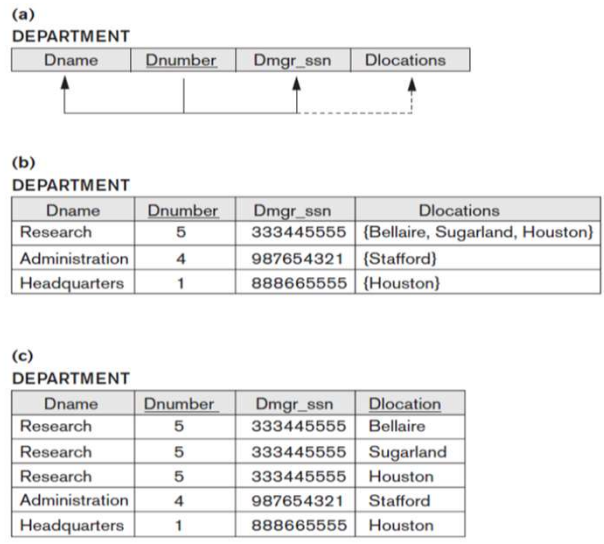 (a)
DEPARTMENT
Dname Dnumber Dmgr_ssn Dlocations
(b)
DEPARTMENT
Dname Dnumber Dmgr_ssn Dlocations
Research 5 333445555 {Bellaire, Sugarland, Houston}
Administration 4 987654321 {Stafford}
Headquarters 1 888665555 {Houston}
(c)
DEPARTMENT
Dname Dnumber Dmgr_ssn Dlocation
Research 5 333445555 Bellaire
Research 5 333445555 Sugarland
Research 5 333445555 Houston
Administration 4 987654321 Stafford
Headquarters 1 888665555 Houston